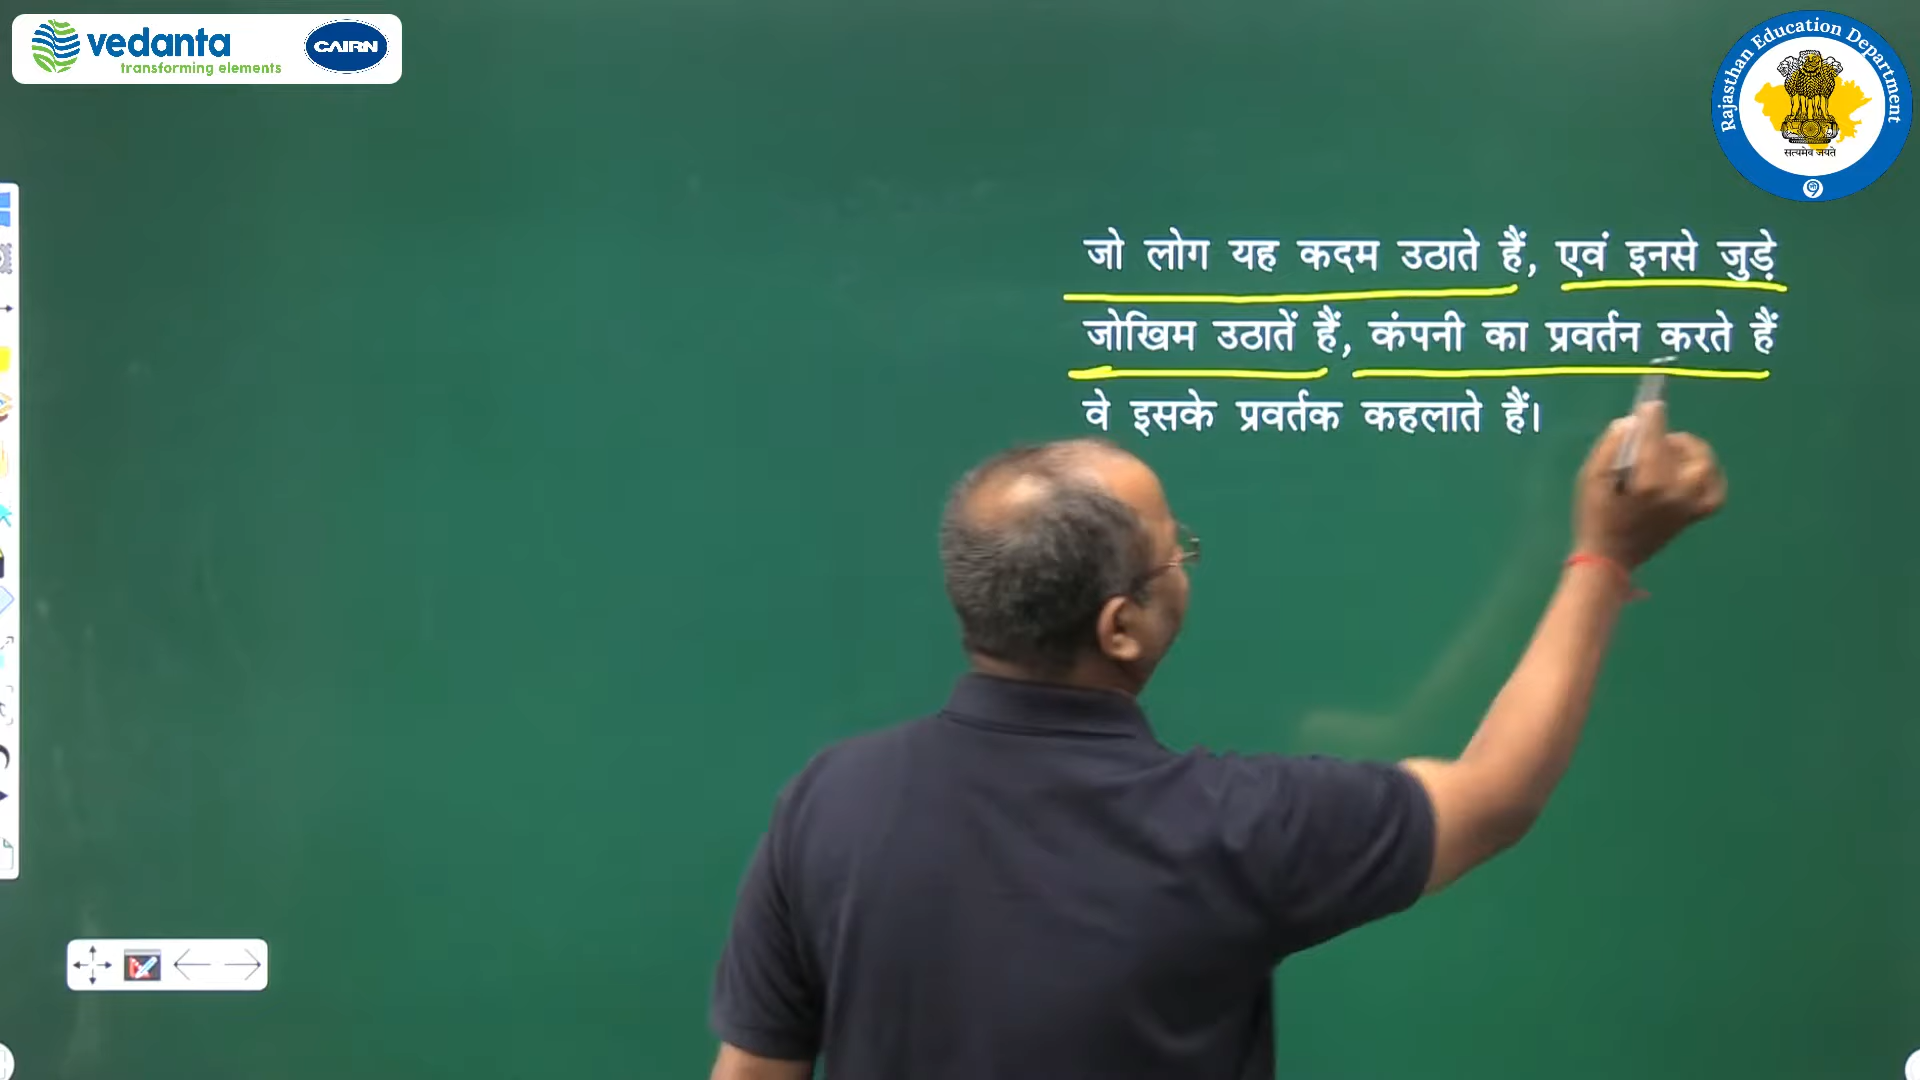 vedanta
transforming elements
CAIRN
Rajasthan Education Department
सत्यमेव जयते
जो लोग यह कदम उठाते हैं, एवं इनसे जुड़े
जोखिम उठातें हैं, कंपनी का प्रवर्तन करते हैं
वे इसके प्रवर्तक कहलाते हैं।